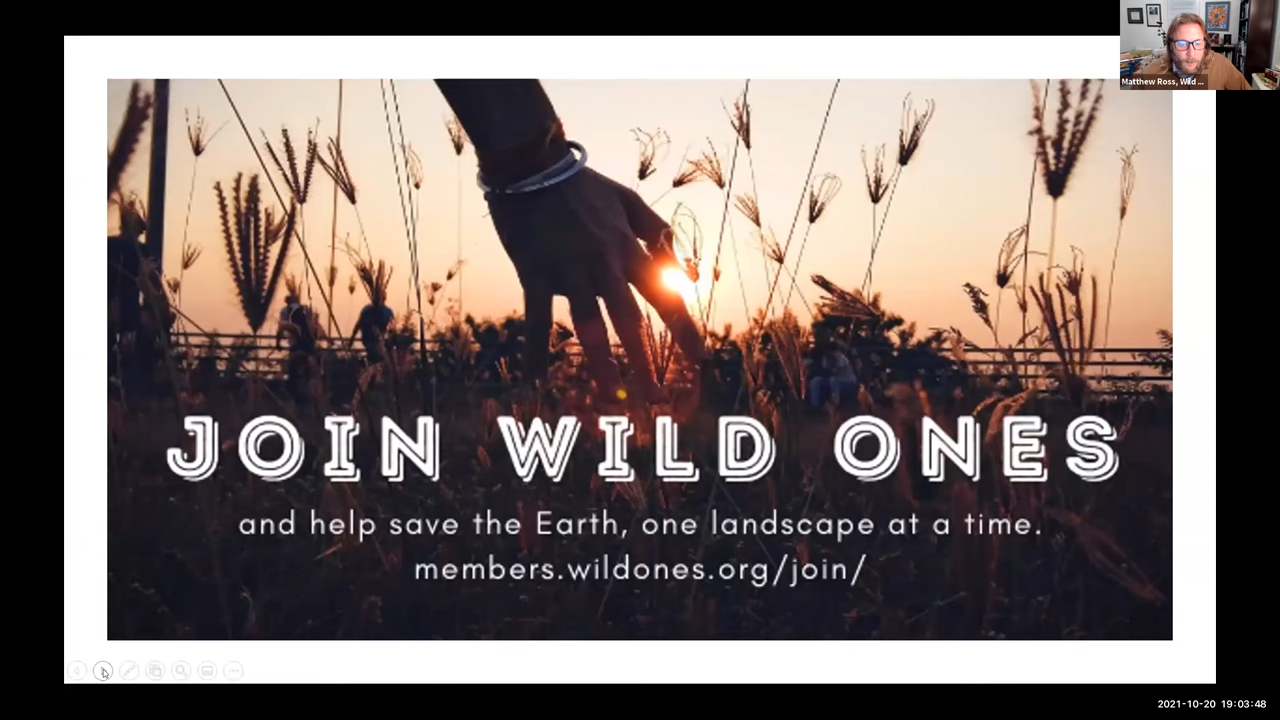 Matthew Ross, Wild ...
JOIN WILD ONES
and help save the Earth, one landscape at a time.
members.wildones.org/join/
2021-10-20 19:03:48